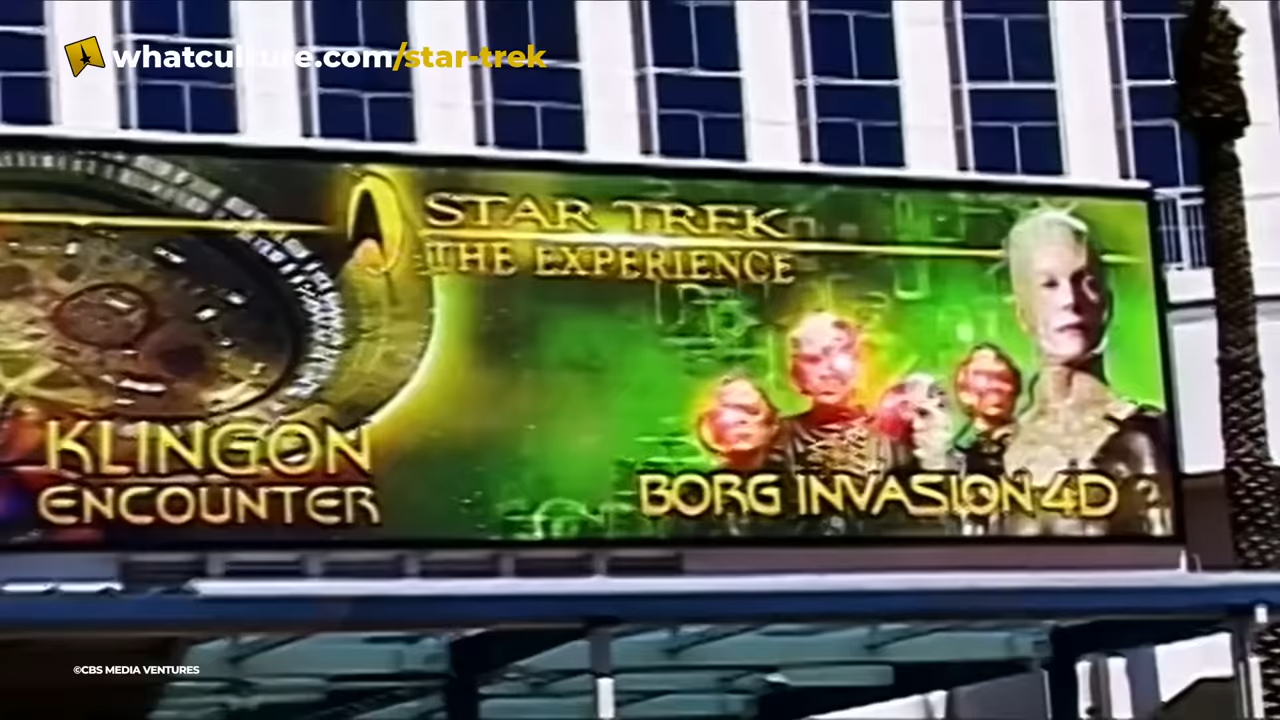 whatculture.com/star-trek
STAR TREK
THE EXPERIENCE
KLINGON
ENCOUNTER
BORG INVASION 4D
©CBS MEDIA VENTURES